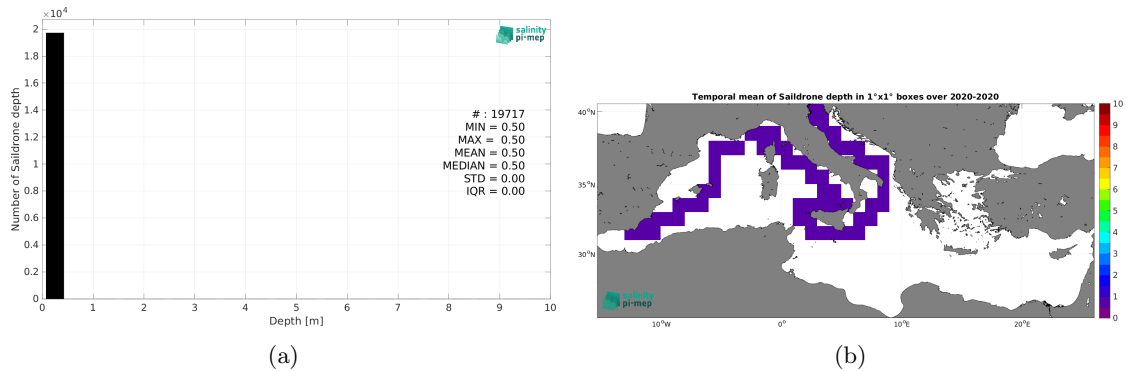 ×10⁴
2
1.8
1.6
1.4
1.2
1
0.8
0.6
0.4
0.2
0
Number of Saildrone depth
0 1 2 3 4 5 6 7 8 9 10
Depth [m]
salinity
pi-mep
# : 19717
MIN = 0.50
MAX = 0.50
MEAN = 0.50
MEDIAN = 0.50
STD = 0.00
IQR = 0.00
(a)
Temporal mean of Saildrone depth in 1°x1° boxes over 2020-2020
40°N
35°N
30°N
10°W 0° 10°E 20°E
salinity
pi-mep
10
9
8
7
6
5
4
3
2
1
0
(b)